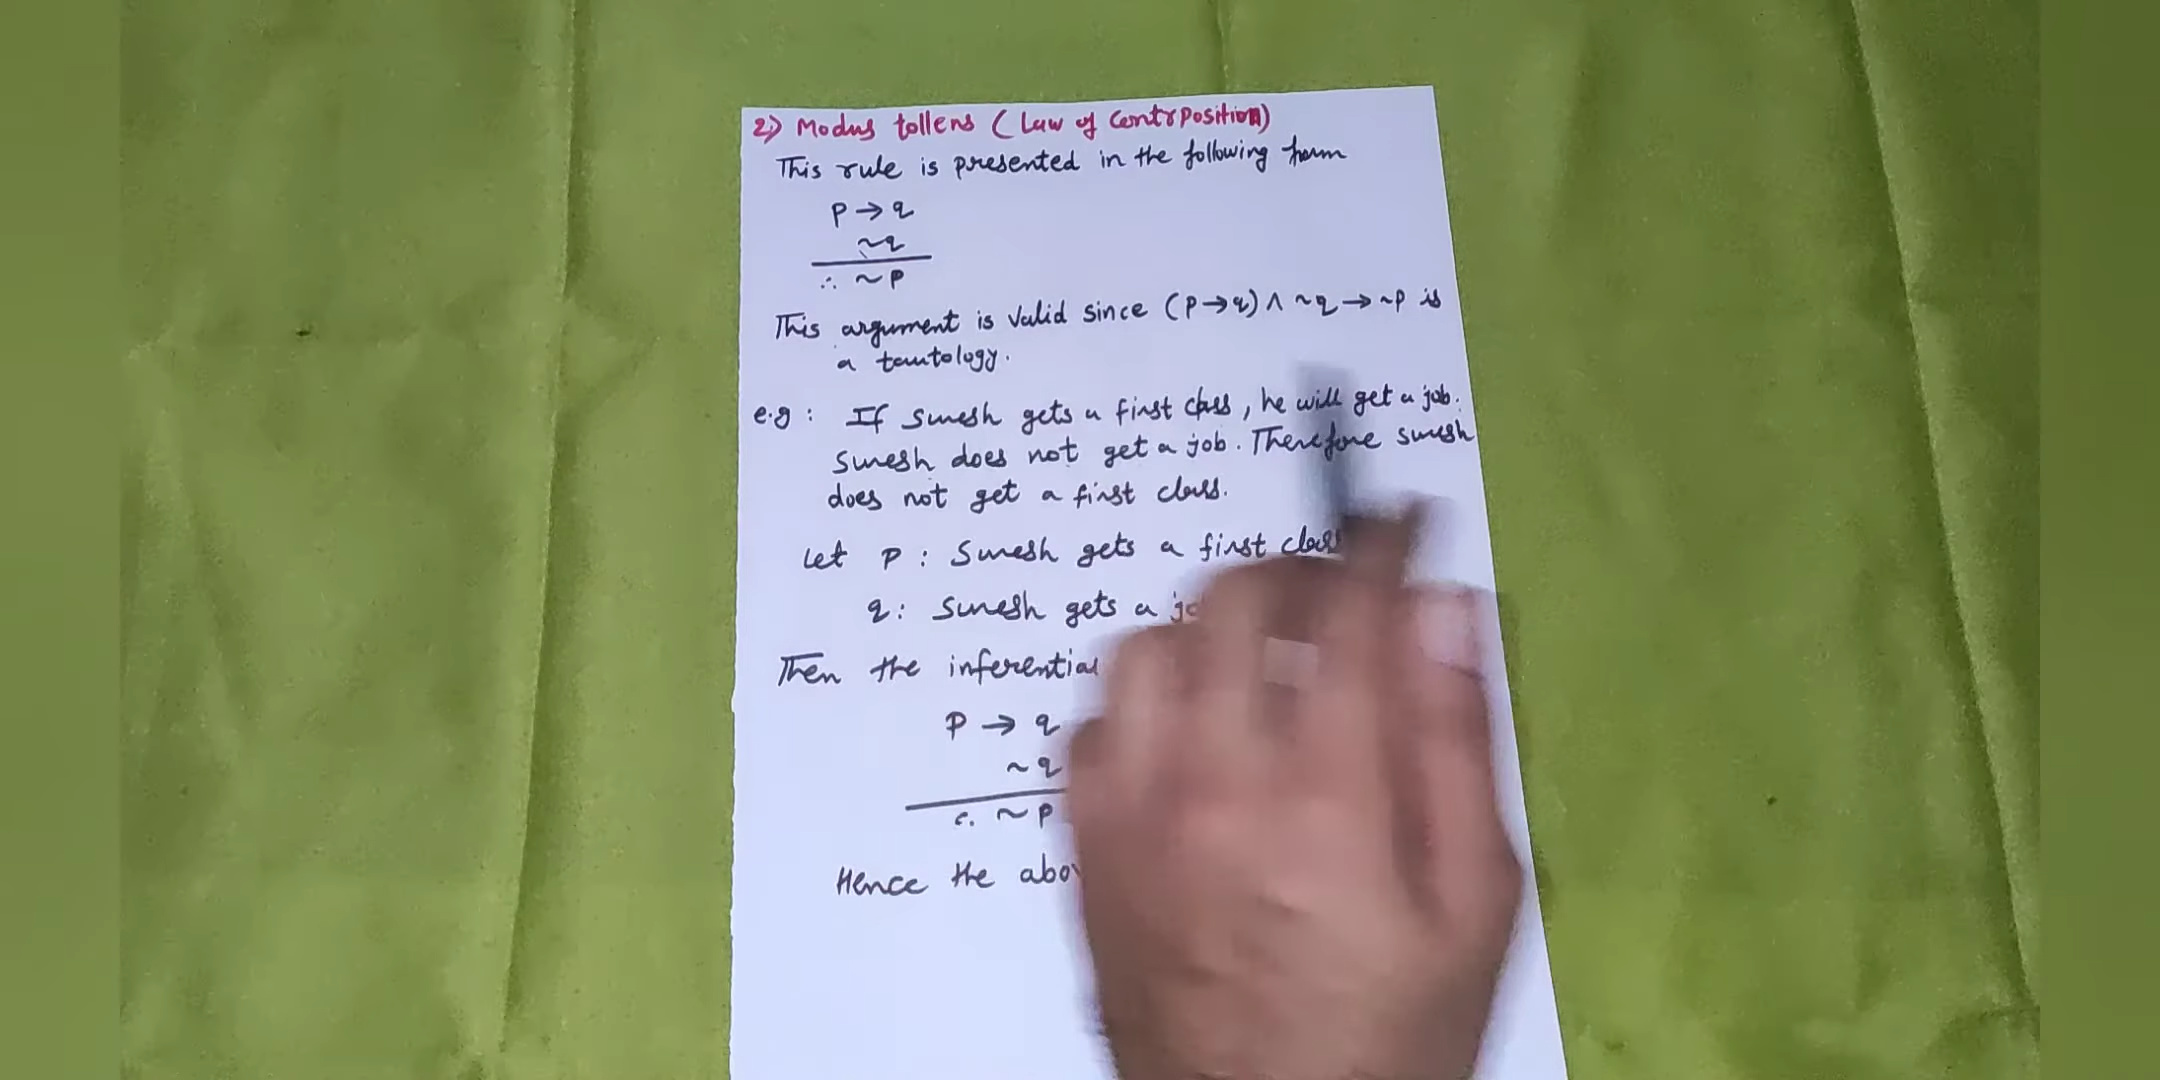 2) Modus tollens (Law of Contrposition)
This rule is presented in the following form
p → q
~q
∴ ~p
This argument is valid since (p → q) ∧ ~q → ~p is
a tautology.
e.g : If Suresh gets a first class, he will get a job.
Suresh does not get a job. Therefore Suresh
does not get a first class.
Let p : Suresh gets a first class
q : Suresh gets a
Then the inferential
p → q
~q
∴ ~p
Hence the